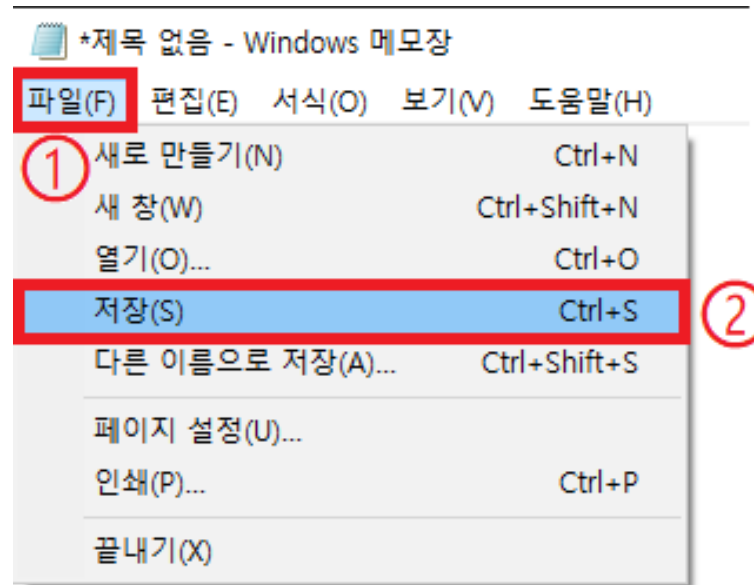 *제목 없음 - Windows 메모장
파일(F) 편집(E) 서식(O) 보기(V) 도움말(H)
① 새로 만들기(N) Ctrl+N
새 창(W) Ctrl+Shift+N
열기(O)... Ctrl+O
저장(S) Ctrl+S ②
다른 이름으로 저장(A)... Ctrl+Shift+S
페이지 설정(U)...
인쇄(P)... Ctrl+P
끝내기(X)